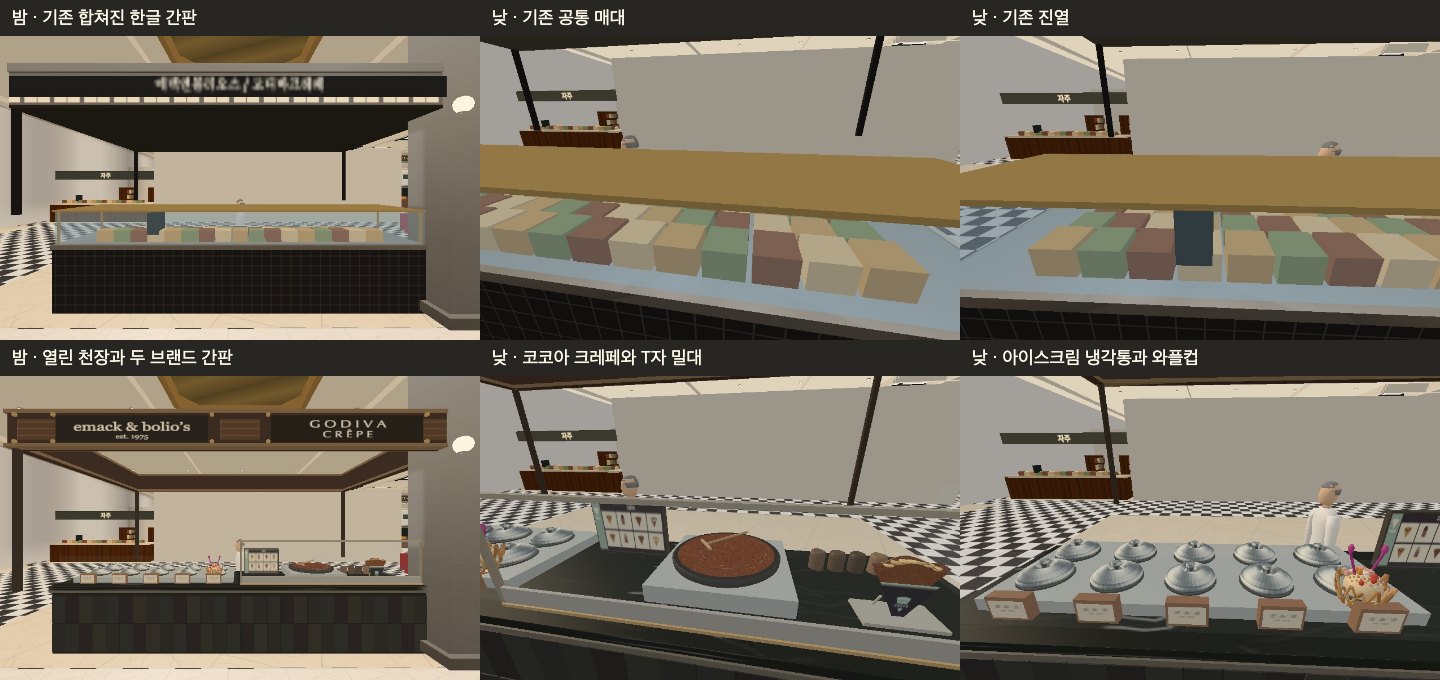 밤 · 기존 합쳐진 한글 간판
낮 · 기존 공통 매대
낮 · 기존 진열
자주
자주
자주
밤 · 열린 천장과 두 브랜드 간판
낮 · 코코아 크레페와 T자 밀대
낮 · 아이스크림 냉각통과 와플컵
emack & bolio's
est. 1975
GODIVA
CRÊPE
자주
자주
자주